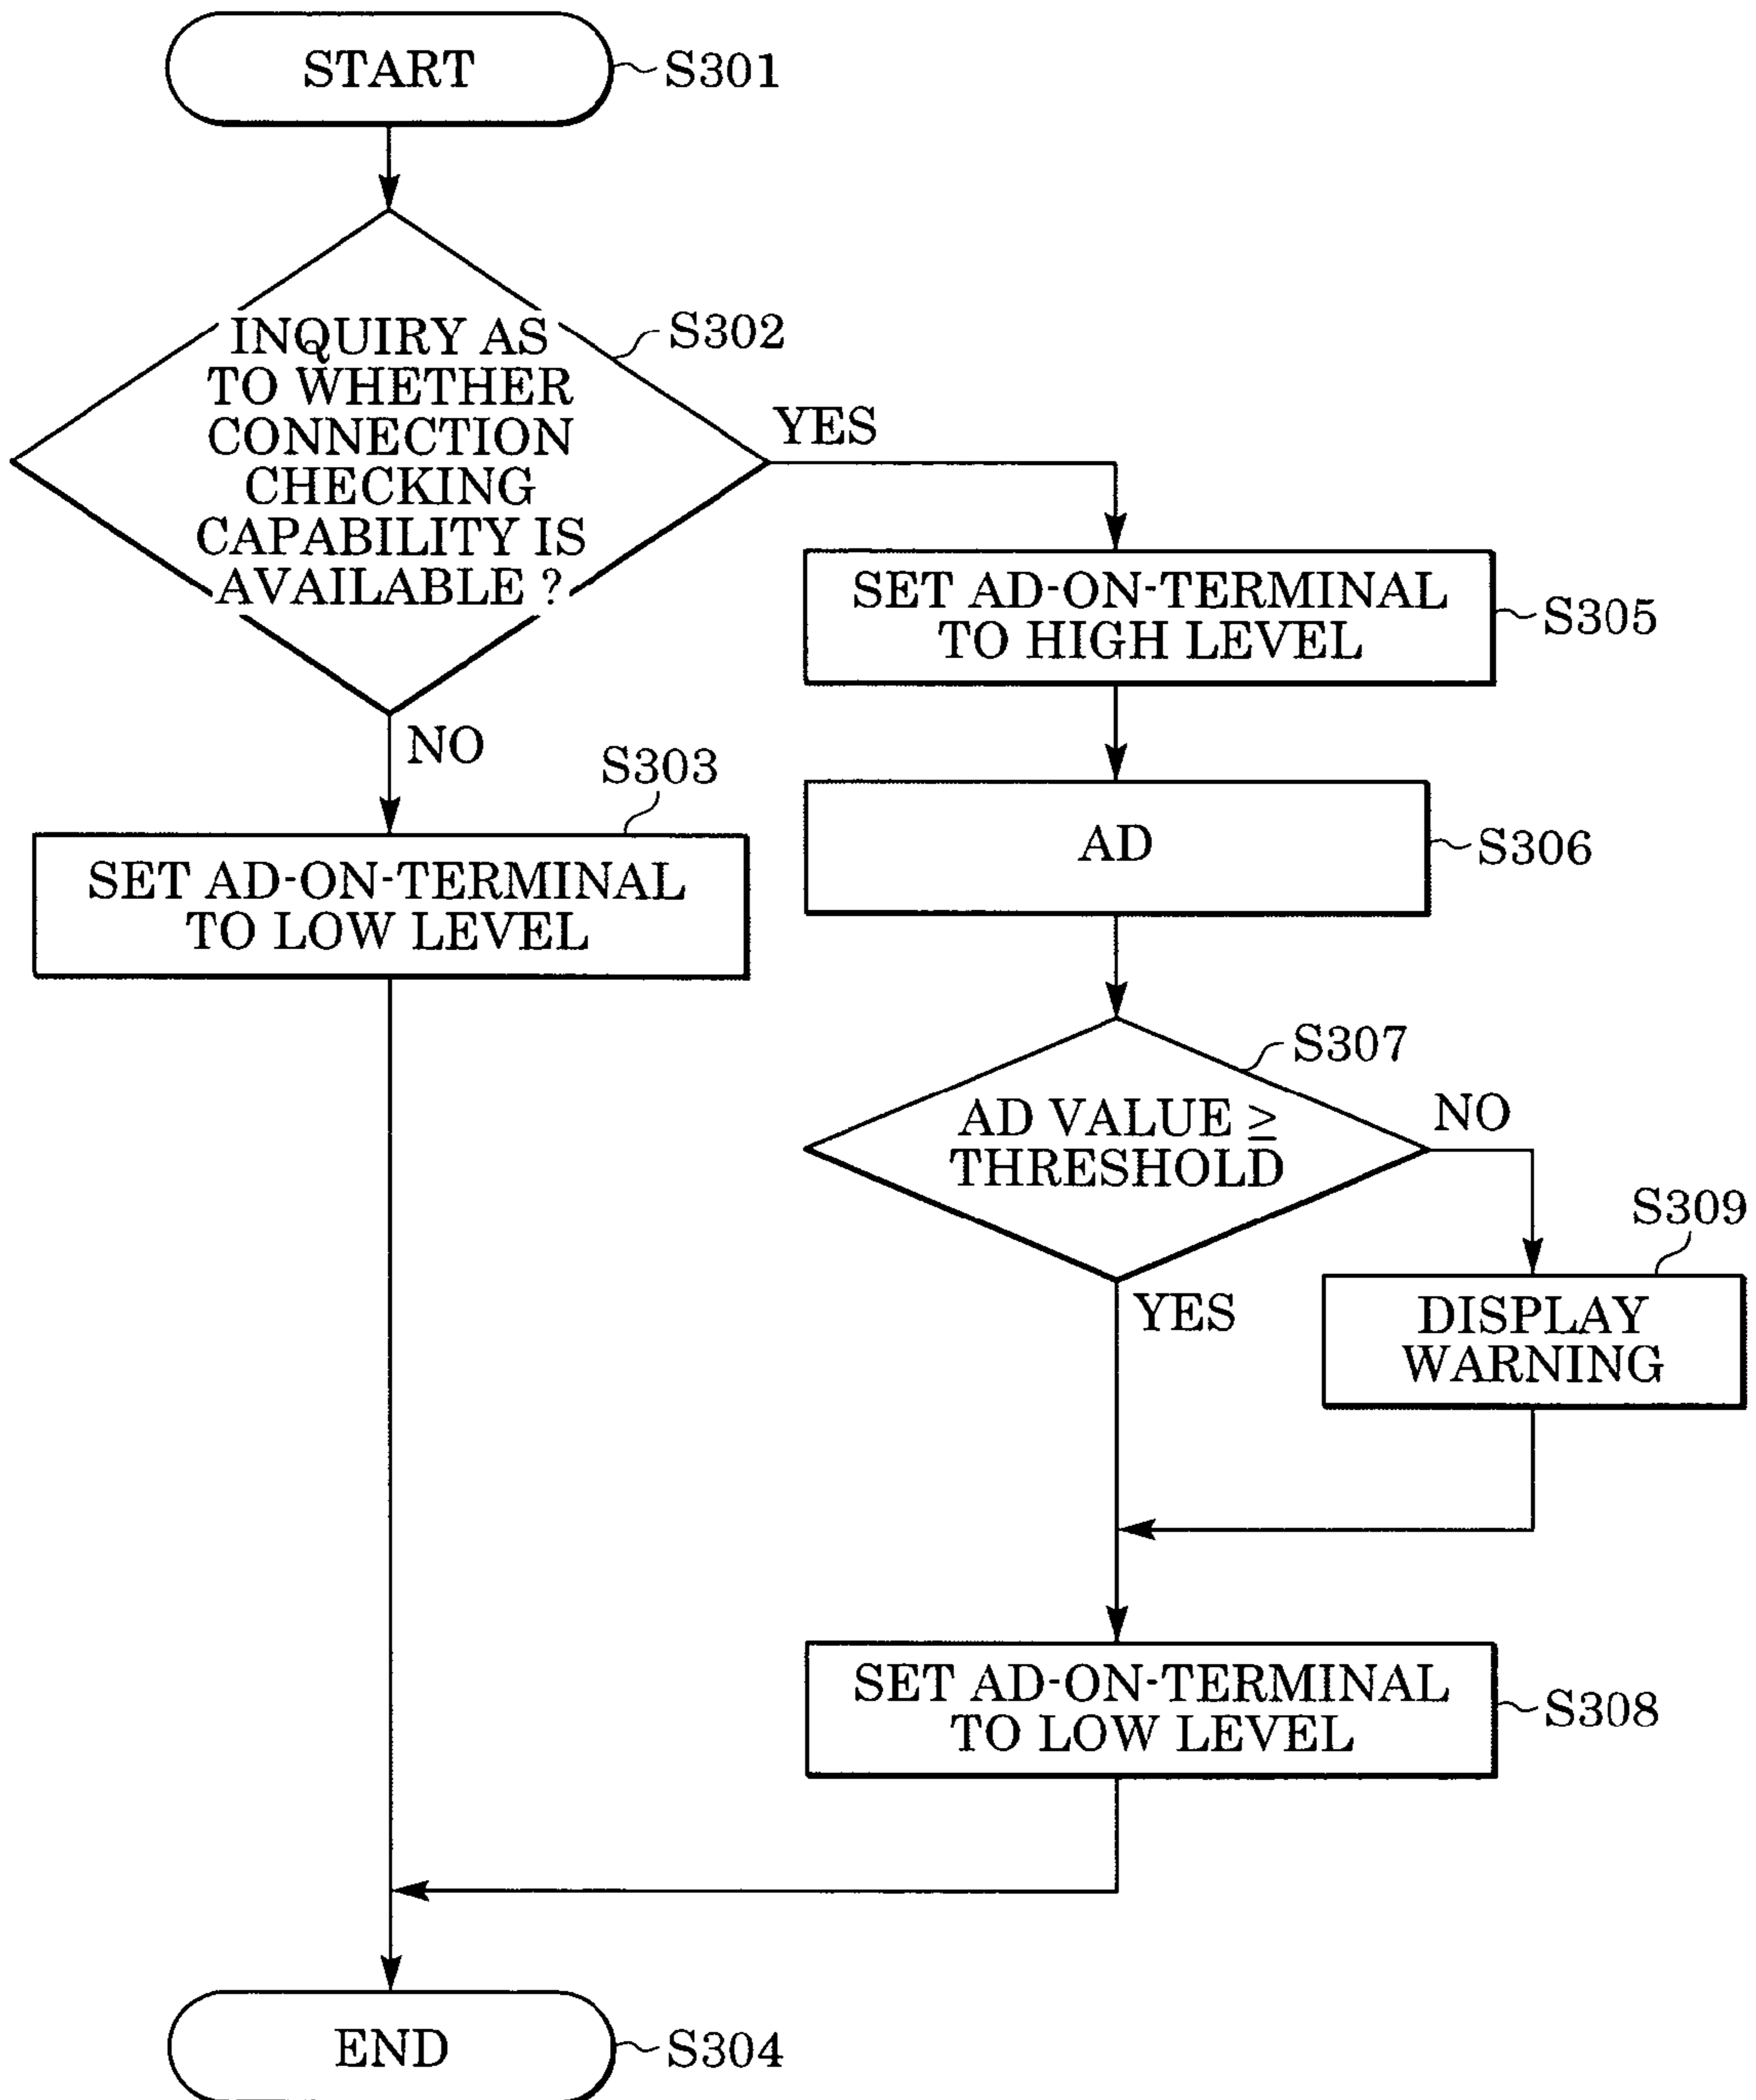 START
S301
INQUIRY AS
TO WHETHER
CONNECTION
CHECKING
CAPABILITY IS
AVAILABLE ?
S302
YES
NO
S303
SET AD-ON-TERMINAL
TO LOW LEVEL
SET AD-ON-TERMINAL
TO HIGH LEVEL
S305
AD
S306
AD VALUE ≥
THRESHOLD
S307
NO
YES
S309
DISPLAY
WARNING
SET AD-ON-TERMINAL
TO LOW LEVEL
S308
END
S304